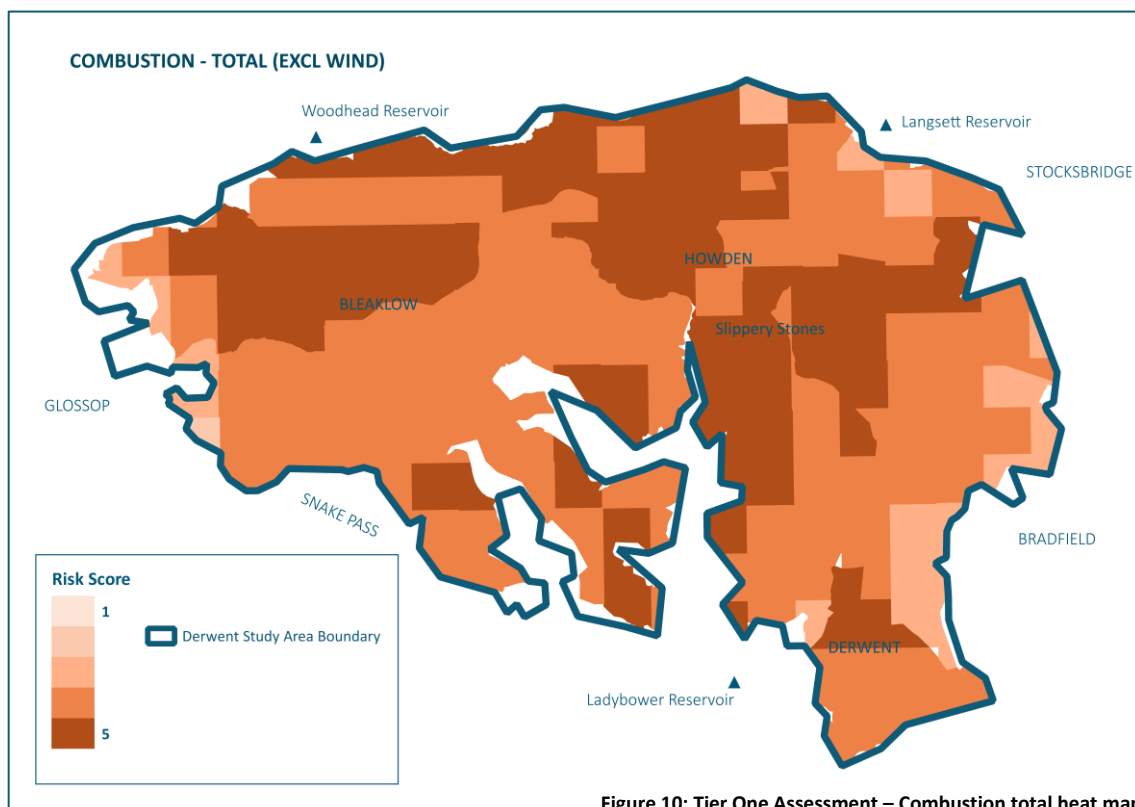 COMBUSTION - TOTAL (EXCL WIND)
Woodhead Reservoir
Langsett Reservoir
STOCKSBRIDGE
HOWDEN
BLEAKLOW
Slippery Stones
GLOSSOP
SNAKE PASS
BRADFIELD
Risk Score
1
Derwent Study Area Boundary
5
DERWENT
Ladybower Reservoir
Figure 10: Tier One Assessment – Combustion total heat map